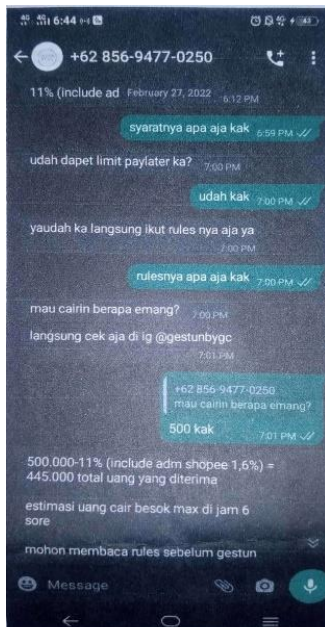 6:44
+62 856-9477-0250
11% (include ad
February 27, 2022
6:12 PM
syaratnya apa aja kak 6:59 PM
udah dapet limit paylater ka? 7:00 PM
udah kak 7:00 PM
yaudah ka langsung ikut rules nya aja ya
7:00 PM
rulesnya apa aja kak 7:00 PM
mau cairin berapa emang? 7:00 PM
langsung cek aja di ig @gestunbygc
7:01 PM
+62 856-9477-0250
mau cairin berapa emang?
500 kak 7:01 PM
500.000-11% (include adm shopee 1,6%) =
445.000 total uang yang diterima
estimasi uang cair besok max di jam 6
sore
mohon membaca rules sebelum gestun
Message